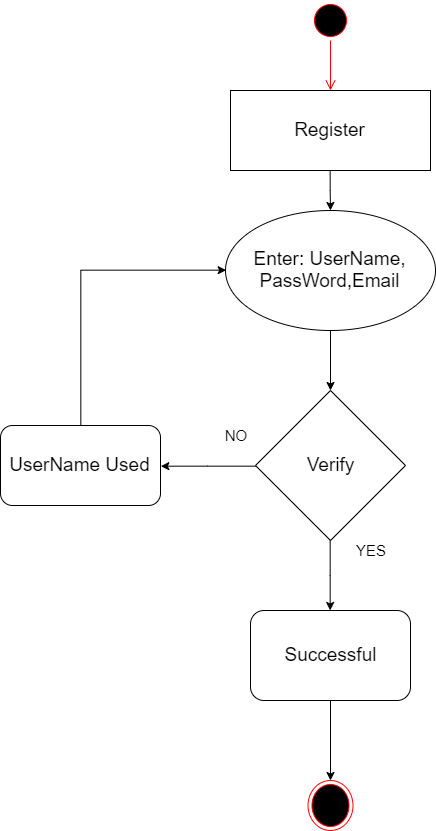 Register
Enter: UserName,
PassWord,Email
NO
UserName Used
Verify
YES
Successful